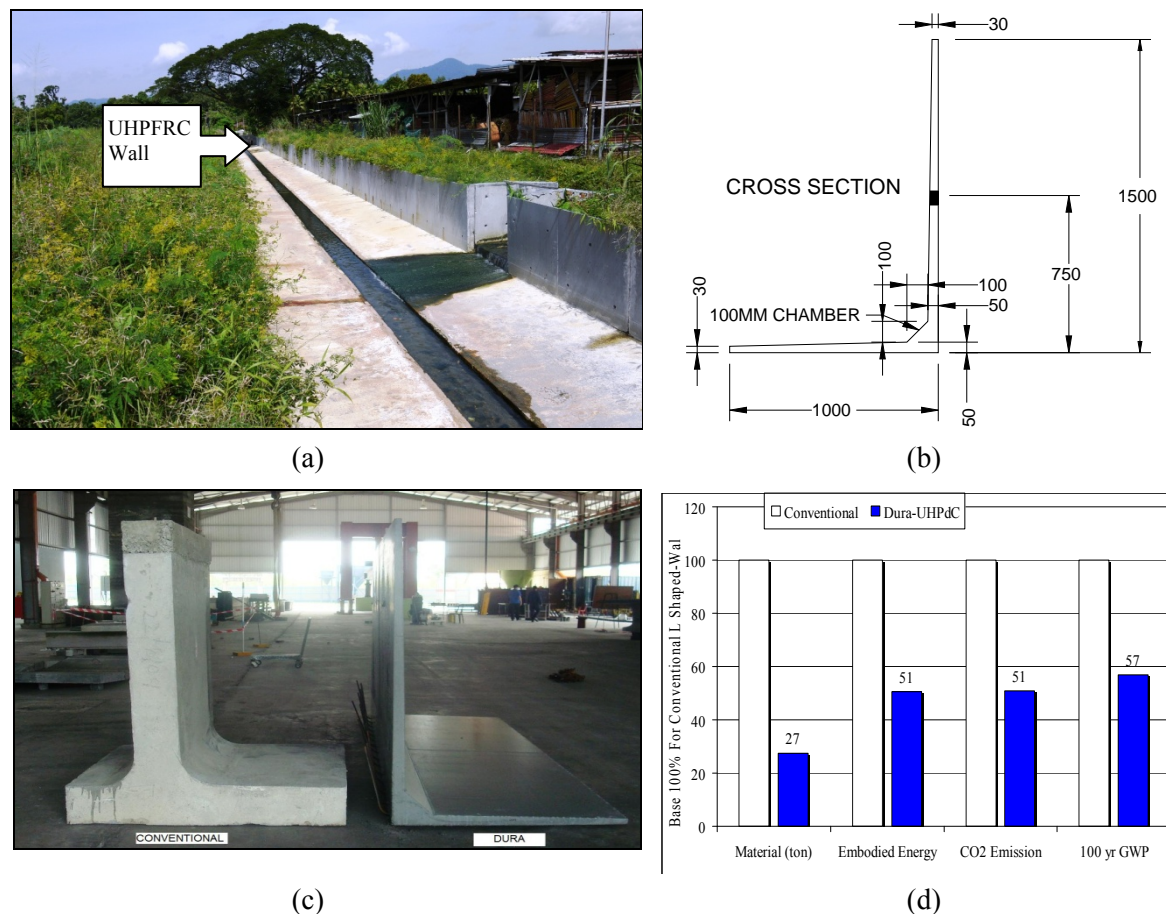 UHPFRC
Wall
(a)
30
CROSS SECTION
1500
750
100
100
50
30
100MM CHAMBER
1000
50
(b)
CONVENTIONAL
DURA
(c)
Base 100% For Conventional L Shaped-Wal
Conventional Dura-UHPdC
120
100
80
60
40
20
0
27
51
51
57
Material (ton) Embodied Energy CO2 Emission 100 yr GWP
(d)